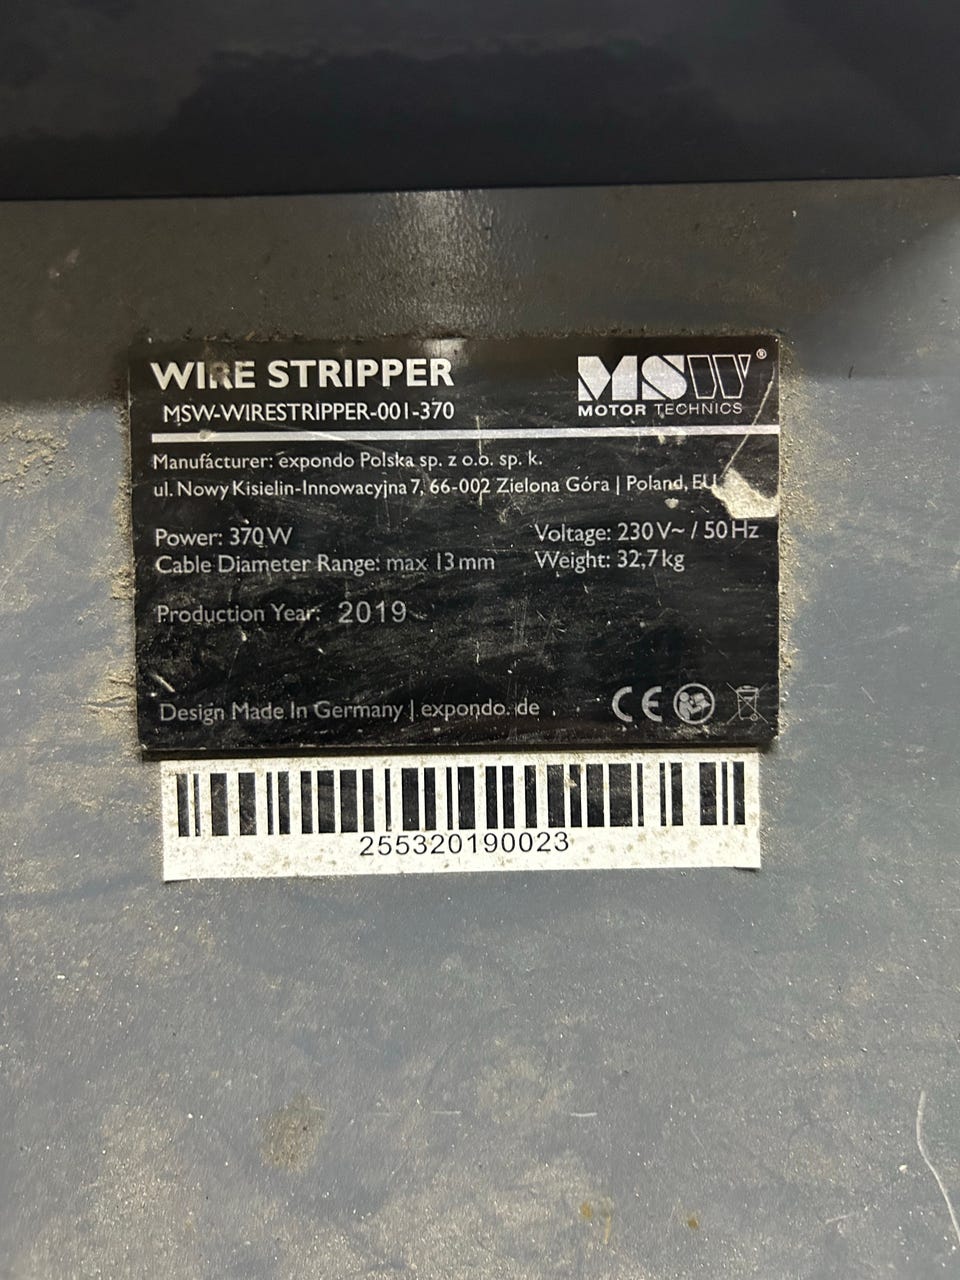 WIRE STRIPPER
MSW®
MOTOR TECHNICS
MSW-WIRESTRIPPER-001-370
Manufacturer: expondo Polska sp. z o.o. sp. k.
ul. Nowy Kisielin-Innowacyjna 7, 66-002 Zielona Góra | Poland, EU
Power: 370W
Voltage: 230 V~ / 50 Hz
Cable Diameter Range: max 13 mm
Weight: 32,7 kg
Production Year: 2019
Design Made In Germany | expondo.de
CE
255320190023